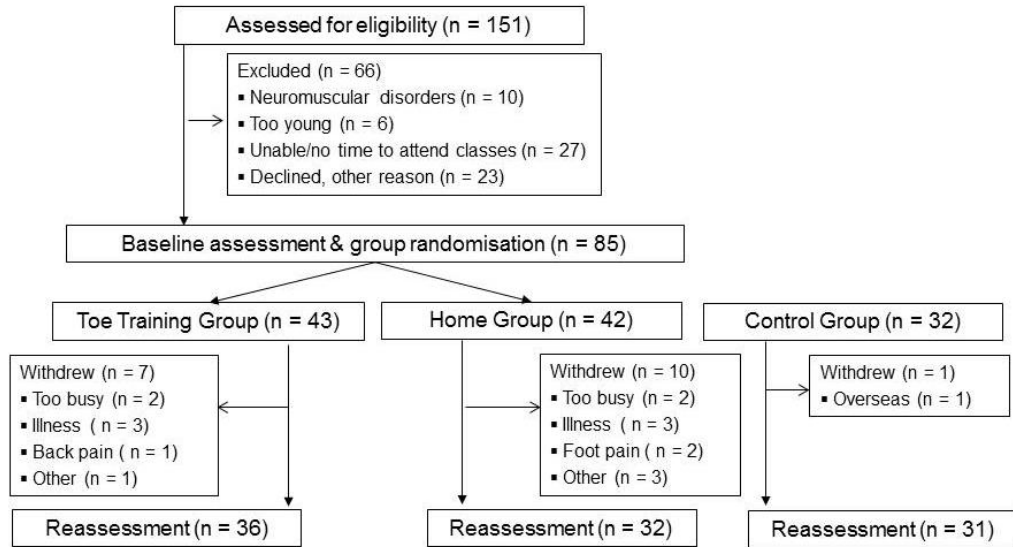 Assessed for eligibility (n = 151)
Excluded (n = 66)
▪ Neuromuscular disorders (n = 10)
▪ Too young (n = 6)
▪ Unable/no time to attend classes (n = 27)
▪ Declined, other reason (n = 23)
Baseline assessment & group randomisation (n = 85)
Toe Training Group (n = 43)
Home Group (n = 42)
Control Group (n = 32)
Withdrew (n = 7)
▪ Too busy (n = 2)
▪ Illness ( n = 3)
▪ Back pain ( n = 1)
▪ Other (n = 1)
Withdrew (n = 10)
▪ Too busy (n = 2)
▪ Illness ( n = 3)
▪ Foot pain ( n = 2)
▪ Other (n = 3)
Withdrew (n = 1)
▪ Overseas (n = 1)
Reassessment (n = 36)
Reassessment (n = 32)
Reassessment (n = 31)